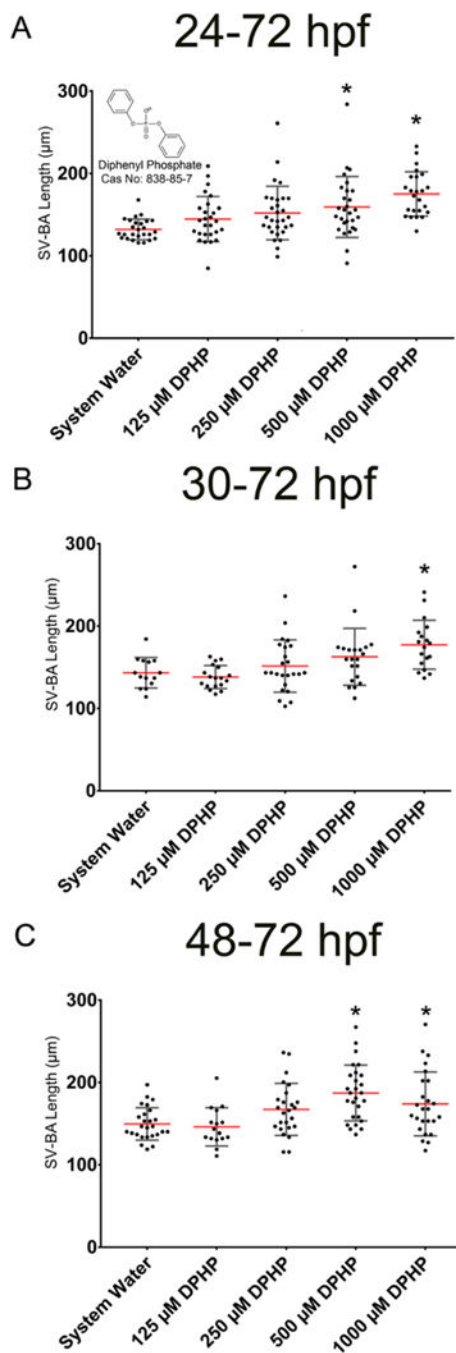 A
24-72 hpf
300
200
100
0
SV-BA Length (µm)
Diphenyl Phosphate
Cas No: 838-85-7
*
*
System Water
125 µM DPHP
250 µM DPHP
500 µM DPHP
1000 µM DPHP
B
30-72 hpf
300
200
100
0
SV-BA Length (µm)
*
System Water
125 µM DPHP
250 µM DPHP
500 µM DPHP
1000 µM DPHP
C
48-72 hpf
300
200
100
0
SV-BA Length (µm)
*
*
System Water
125 µM DPHP
250 µM DPHP
500 µM DPHP
1000 µM DPHP